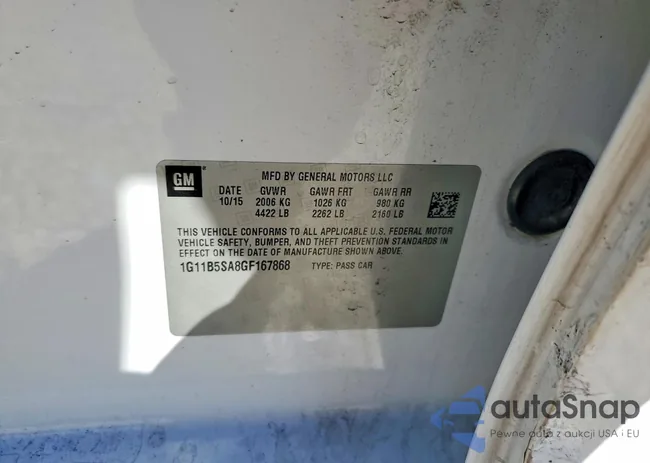 GM
MFD BY GENERAL MOTORS LLC
DATE GVWR GAWR FRT GAWR RR
10/15 2006 KG 1026 KG 980 KG
4422 LB 2262 LB 2160 LB
THIS VEHICLE CONFORMS TO ALL APPLICABLE U.S. FEDERAL MOTOR
VEHICLE SAFETY, BUMPER, AND THEFT PREVENTION STANDARDS IN
EFFECT ON THE DATE OF MANUFACTURE SHOWN ABOVE.
1G11B5SA8GF167868 TYPE: PASS CAR
autoSnap
Pewne auta z aukcji USA i EU